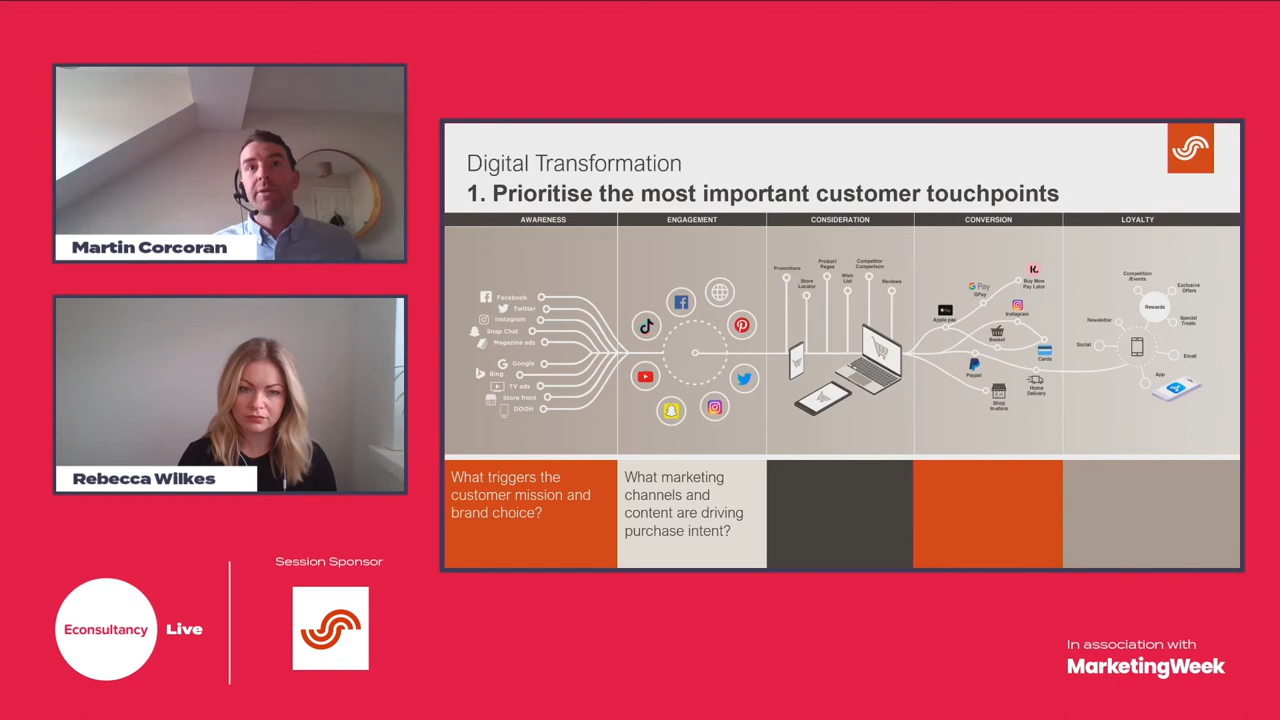 Martin Corcoran
Rebecca Wilkes
Econsultancy
Live
Session Sponsor
Digital Transformation
1. Prioritise the most important customer touchpoints
AWARENESS
ENGAGEMENT
CONSIDERATION
CONVERSION
LOYALTY
Facebook
Twitter
Instagram
Snap Chat
Magazine ads
Google
Bing
TV ads
Store front
DOOH
Promotions
Store
Locator
Product
Pages
Wish
List
Competitor
Comparison
Reviews
K.
Buy Now
Pay Later
G Pay
GPay
Apple pay
Instagram
Basket
Cards
Paypal
Home
Delivery
Shop
In-store
Competition
/Events
Exclusive
Offers
Rewards
Special
Treats
Newsletter
Social
Email
App
What triggers the
customer mission and
brand choice?
What marketing
channels and
content are driving
purchase intent?
In association with
MarketingWeek